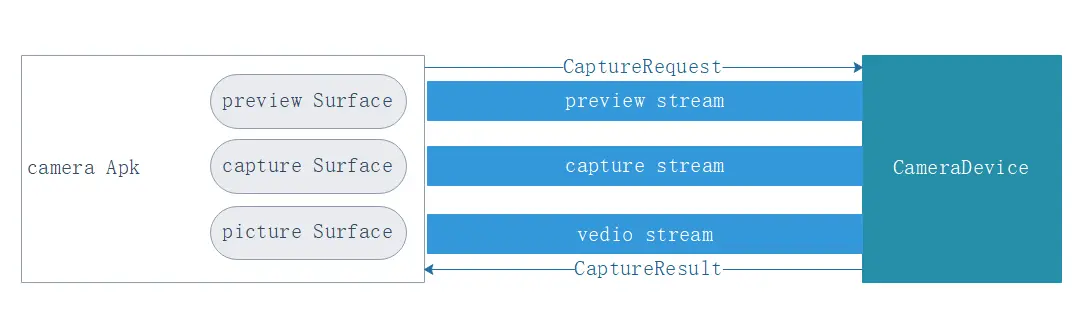 CaptureRequest
preview Surface
preview stream
camera Apk
capture Surface
capture stream
CameraDevice
picture Surface
vedio stream
CaptureResult